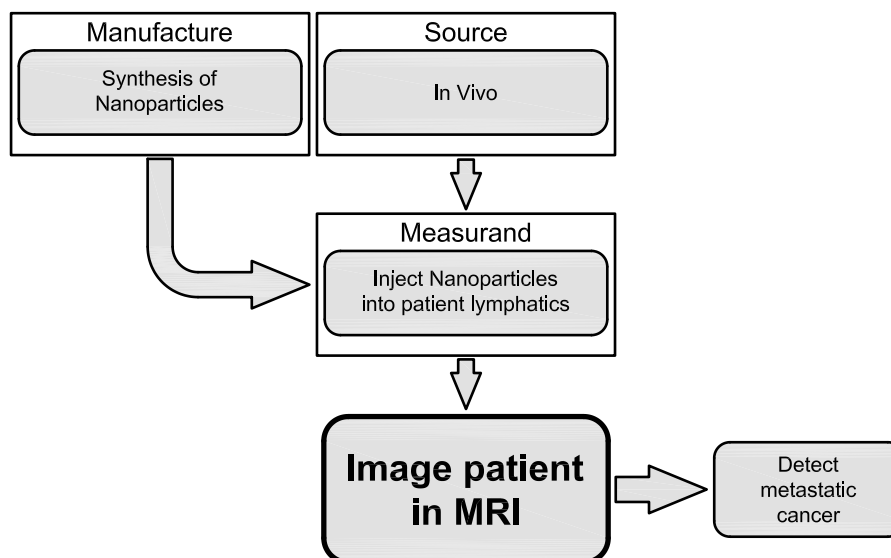 Manufacture
Synthesis of
Nanoparticles
Source
In Vivo
Measurand
Inject Nanoparticles
into patient lymphatics
Image patient
in MRI
Detect
metastatic
cancer